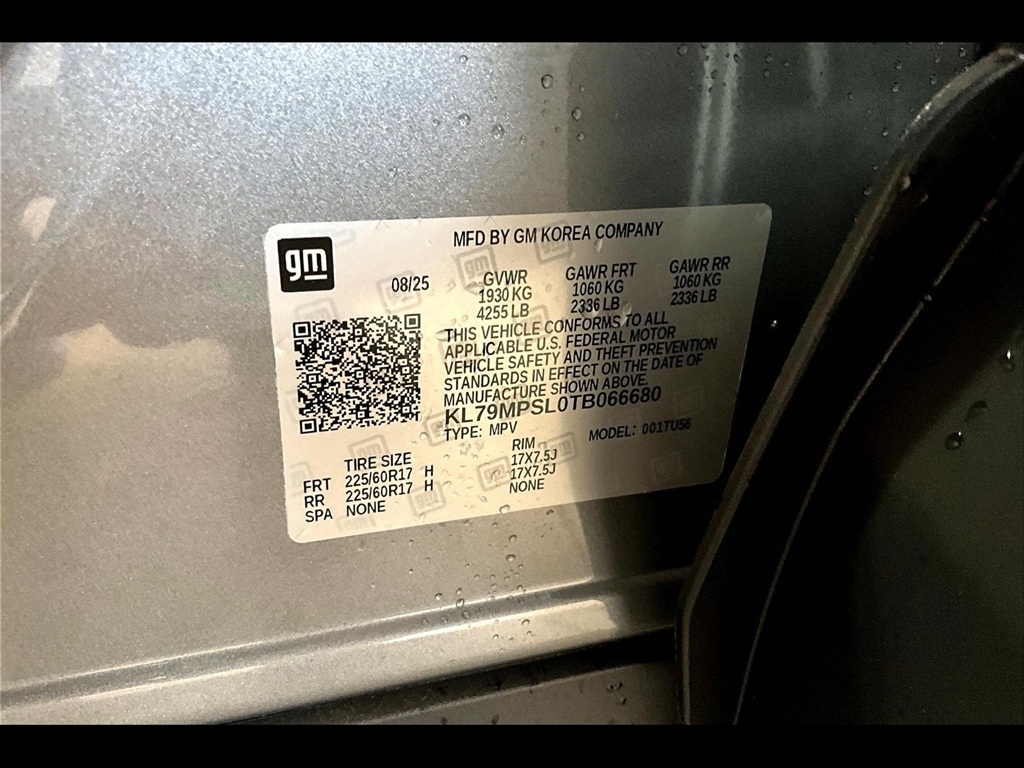 MFD BY GM KOREA COMPANY
gm
08/25
GVWR GAWR FRT GAWR RR
1930 KG 1060 KG 1060 KG
4255 LB 2336 LB 2336 LB
THIS VEHICLE CONFORMS TO ALL
APPLICABLE U.S. FEDERAL MOTOR
VEHICLE SAFETY AND THEFT PREVENTION
STANDARDS IN EFFECT ON THE DATE OF
MANUFACTURE SHOWN ABOVE.
KL79MPSL0TB066680
TYPE: MPV MODEL: 001TU56
TIRE SIZE RIM
FRT 225/60R17 H 17X7.5J
RR 225/60R17 H 17X7.5J
SPA NONE NONE